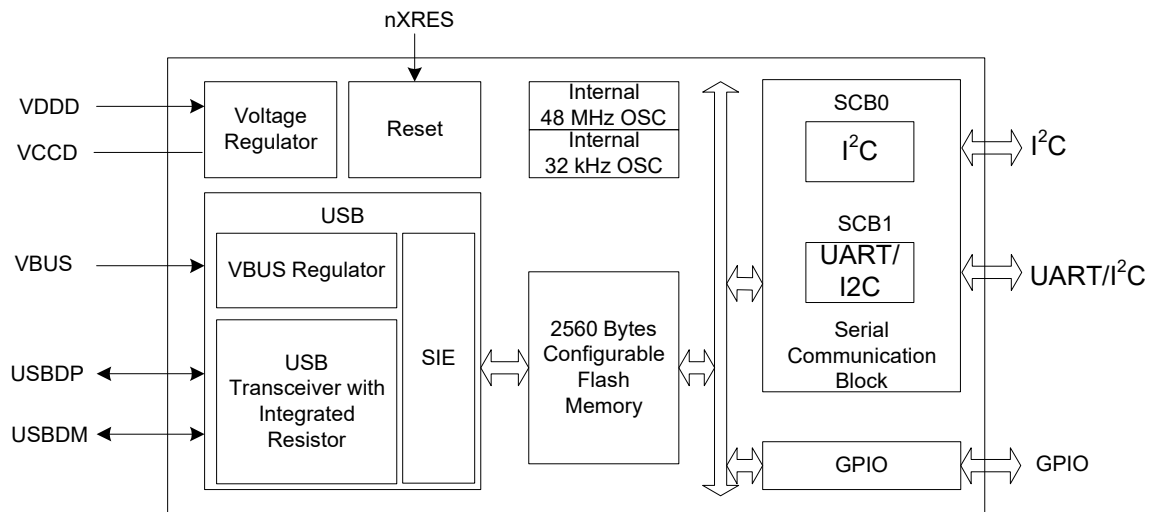 nXRES
VDDD
VCCD
Voltage
Regulator
Reset
Internal
48 MHz OSC
Internal
32 kHz OSC
SCB0
I²C
I²C
USB
VBUS
VBUS Regulator
SIE
USB
Transceiver with
Integrated
Resistor
USBDP
USBDM
2560 Bytes
Configurable
Flash
Memory
SCB1
UART/
I2C
UART/I²C
Serial
Communication
Block
GPIO
GPIO